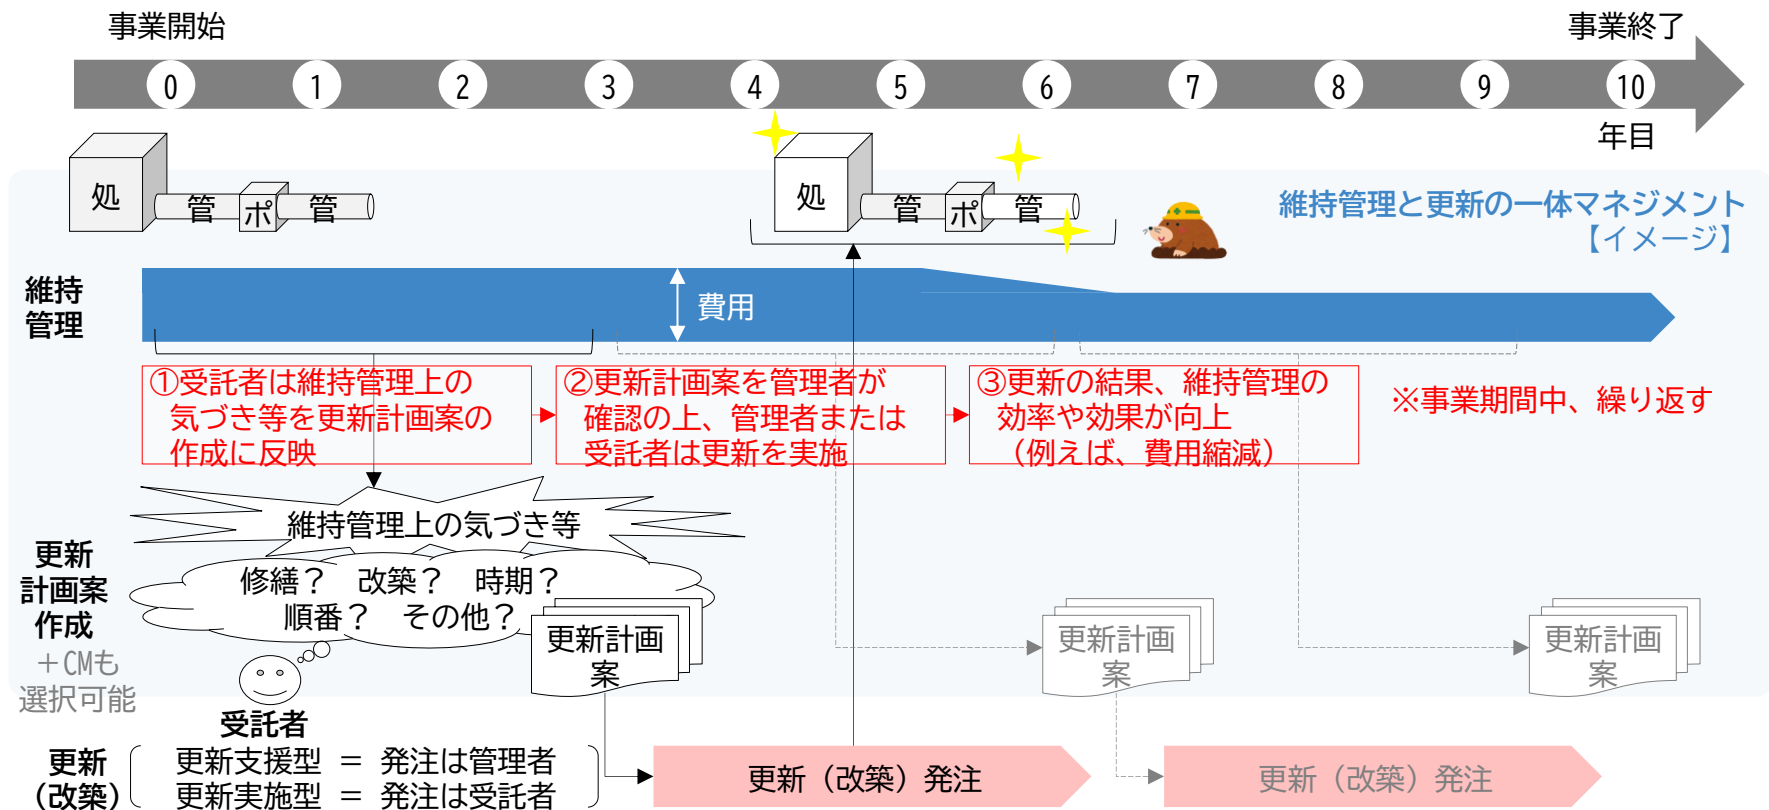 事業開始
事業終了
0 1 2 3 4 5 6 7 8 9 10
年目
処 管 ポ 管
処 管 ポ 管
維持管理と更新の一体マネジメント
【イメージ】
維持
管理
費用
①受託者は維持管理上の
気づき等を更新計画案の
作成に反映
②更新計画案を管理者が
確認の上、管理者または
受託者は更新を実施
③更新の結果、維持管理の
効率や効果が向上
（例えば、費用縮減）
※事業期間中、繰り返す
維持管理上の気づき等
修繕？　改築？　時期？
順番？　その他？
更新
計画案
作成
＋CMも
選択可能
受託者
更新計画
案
更新計画
案
更新計画
案
更新
（改築）
更新支援型 ＝ 発注は管理者
更新実施型 ＝ 発注は受託者
更新（改築）発注
更新（改築）発注